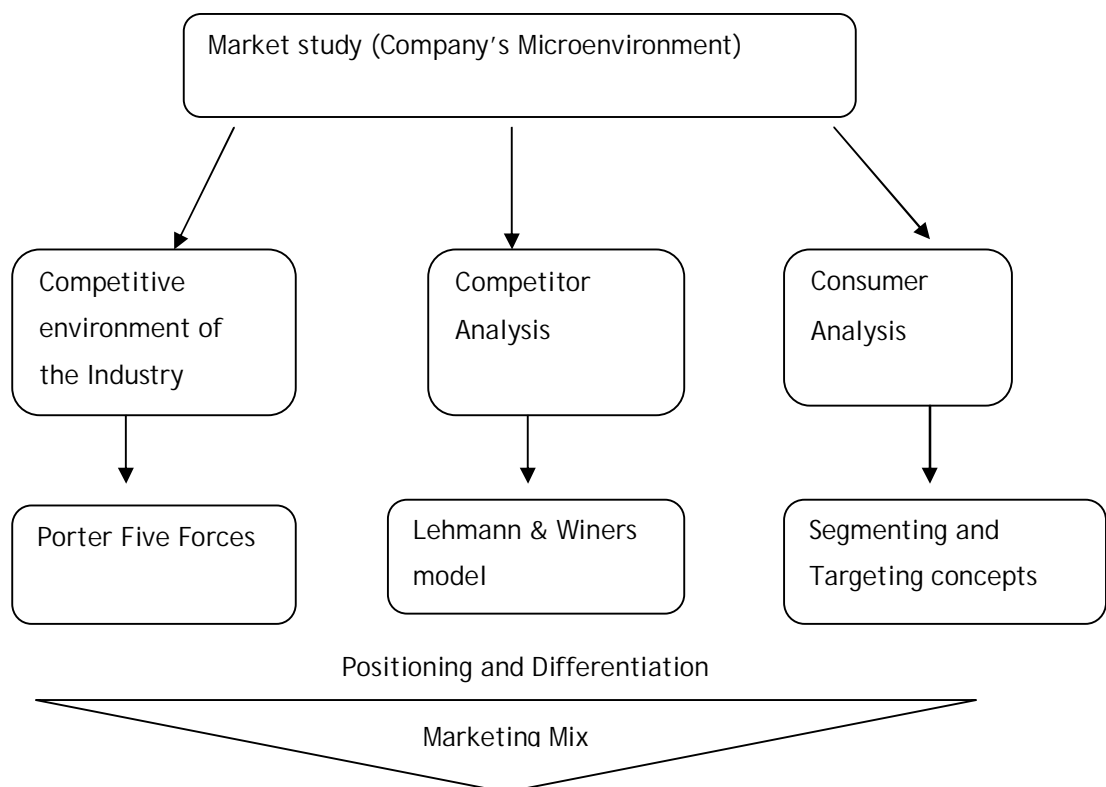 Market study (Company's Microenvironment)
Competitive
environment of
the Industry
Competitor
Analysis
Consumer
Analysis
Porter Five Forces
Lehmann & Winers
model
Segmenting and
Targeting concepts
Positioning and Differentiation
Marketing Mix